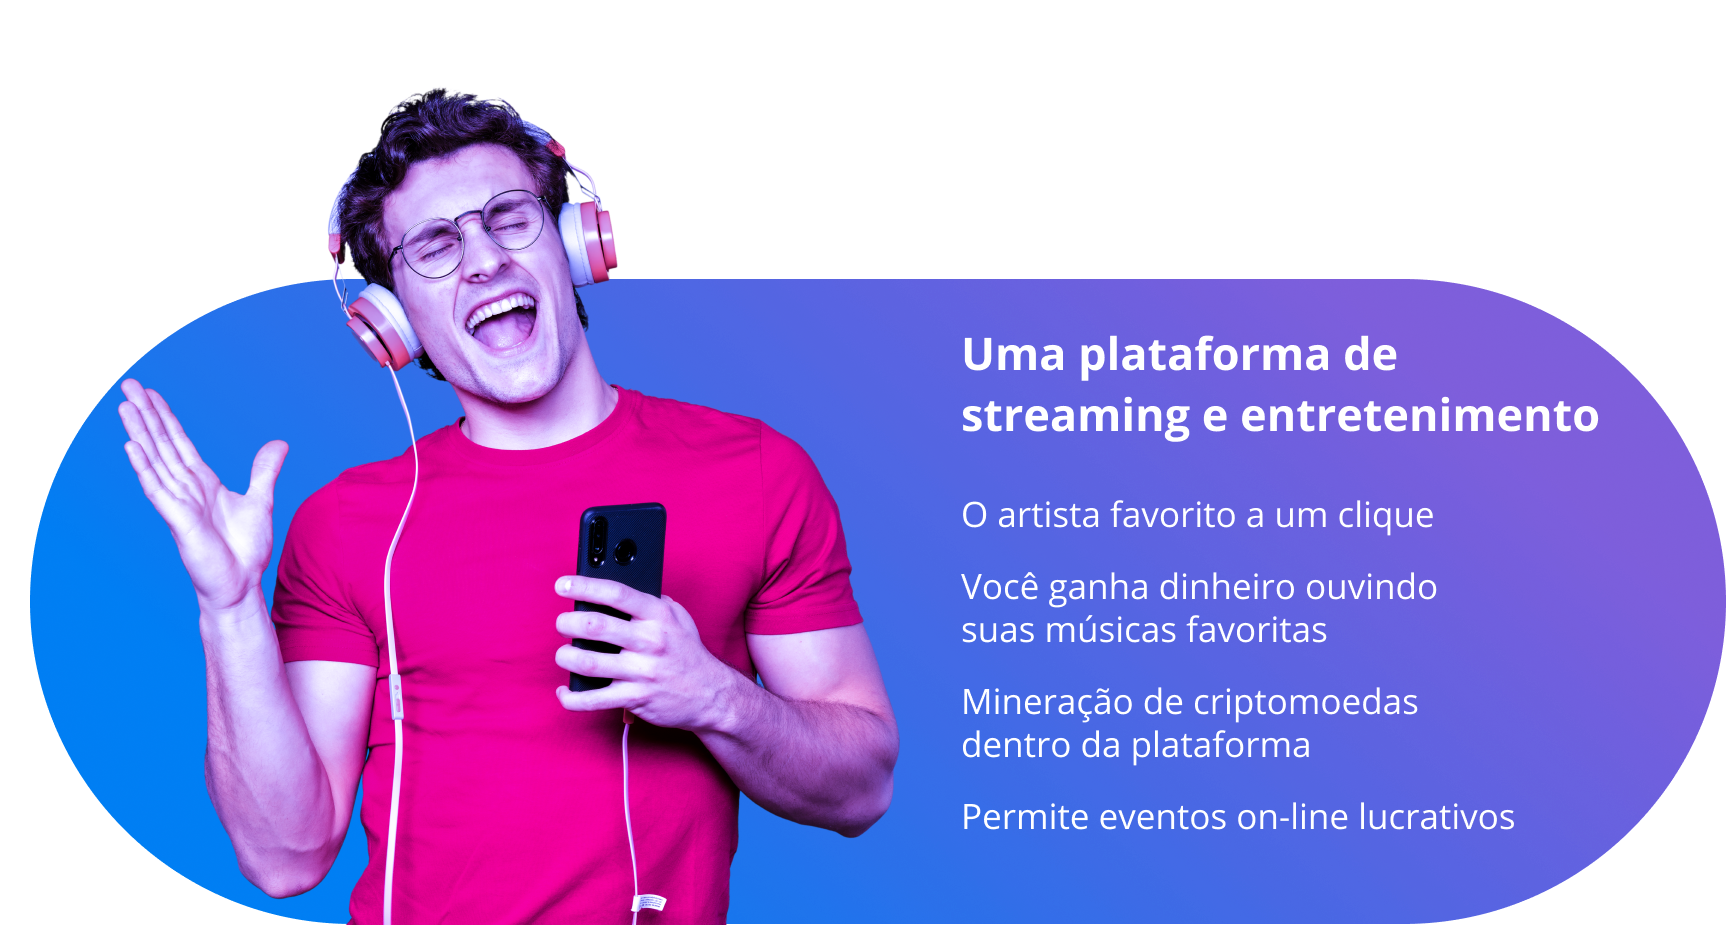 Uma plataforma de
streaming e entretenimento
O artista favorito a um clique
Você ganha dinheiro ouvindo
suas músicas favoritas
Mineração de criptomoedas
dentro da plataforma
Permite eventos on-line lucrativos